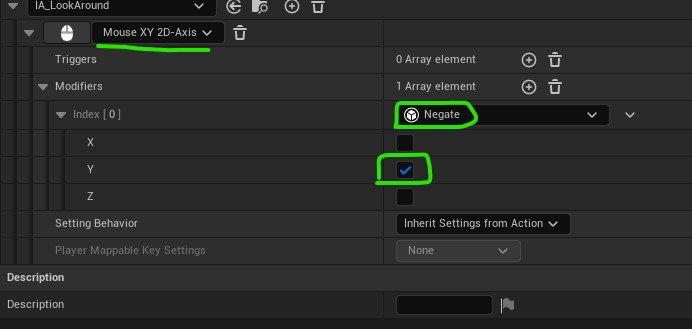 IA_LookAround
Mouse XY 2D-Axis
Triggers 0 Array element
Modifiers 1 Array element
Index [ 0 ] Negate
X
Y
Z
Setting Behavior Inherit Settings from Action
Player Mappable Key Settings None
Description
Description